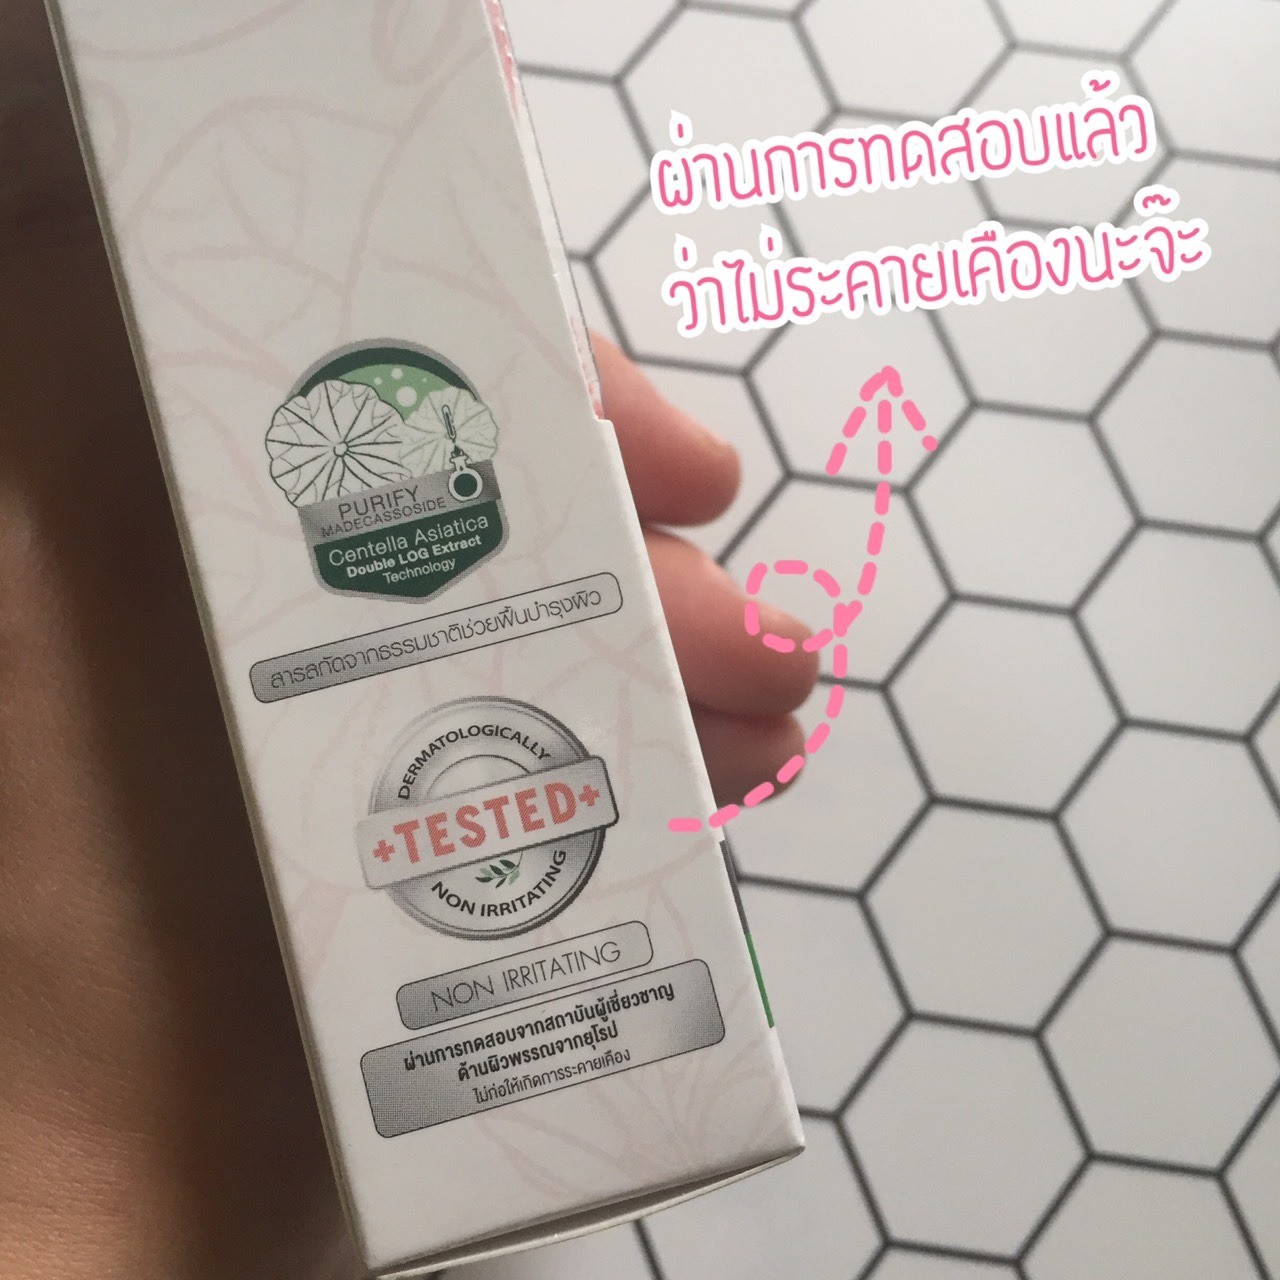 ผ่านการทดสอบแล้ว
ว่าไม่ระคายเคืองนะจ๊ะ
PURIFY
MADECASSOSIDE
Centella Asiatica
Double LOG Extract
Technology
สารสกัดจากธรรมชาติช่วยฟื้นบำรุงผิว
DERMATOLOGICALLY
+TESTED+
NON IRRITATING
NON IRRITATING
ผ่านการทดสอบจากสถาบันผู้เชี่ยวชาญ
ด้านผิวพรรณจากยุโรป
ไม่ก่อให้เกิดการระคายเคือง